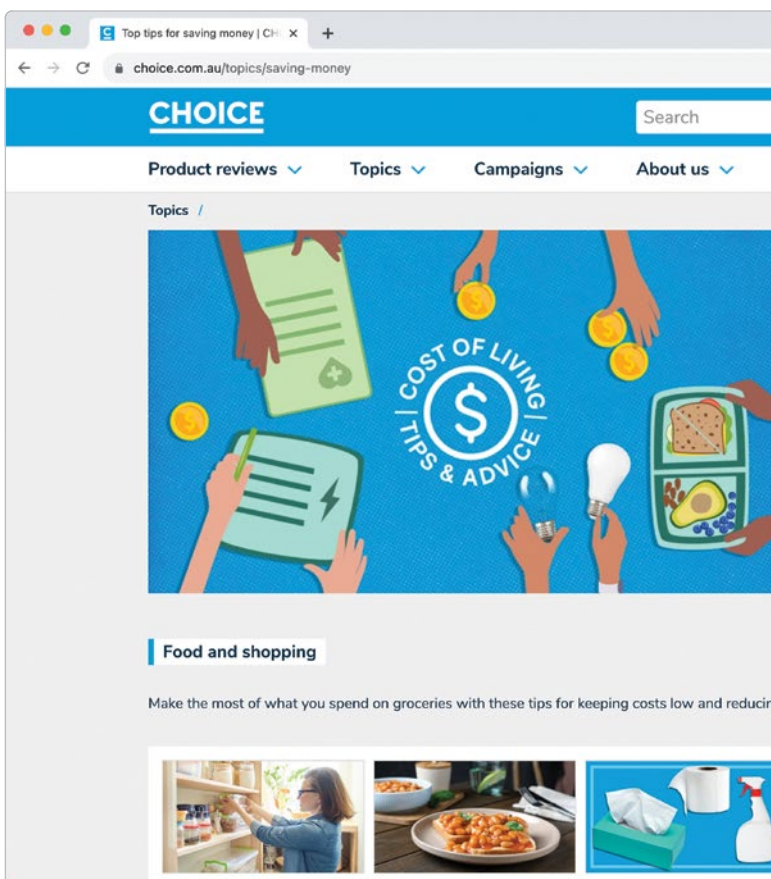 Top tips for saving money | CH
choice.com.au/topics/saving-money
CHOICE
Search
Product reviews
Topics
Campaigns
About us
Topics /
COST OF LIVING
| TIPS & ADVICE |
$
Food and shopping
Make the most of what you spend on groceries with these tips for keeping costs low and